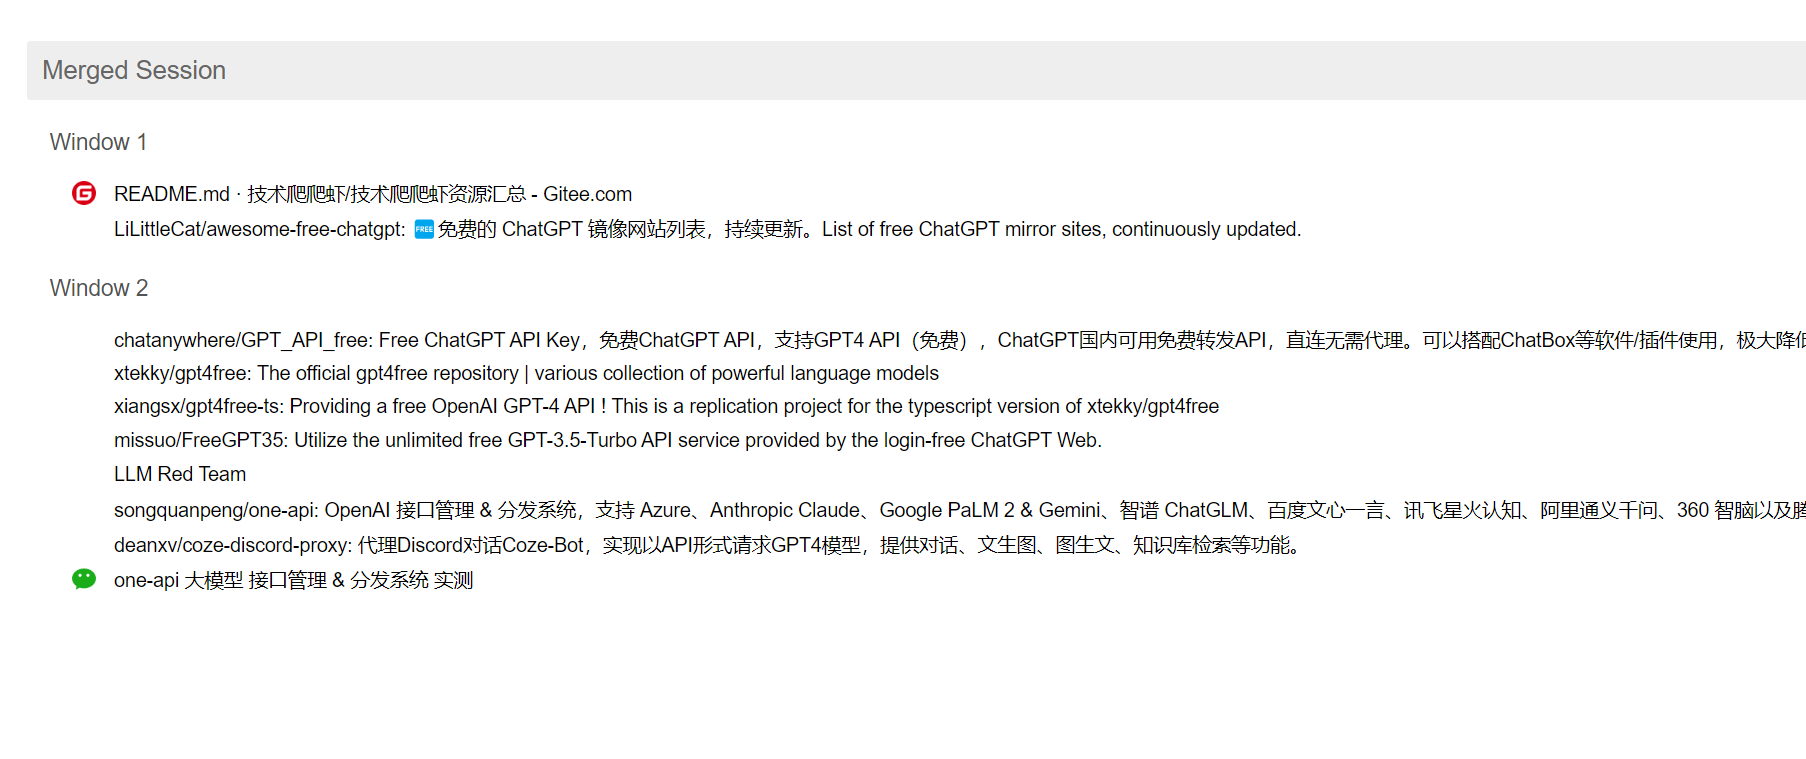 Merged Session
Window 1
README.md · 技术爬爬虾/技术爬爬虾资源汇总 - Gitee.com
LiLittleCat/awesome-free-chatgpt: 🆓免费的 ChatGPT 镜像网站列表，持续更新。List of free ChatGPT mirror sites, continuously updated.
Window 2
chatanywhere/GPT_API_free: Free ChatGPT API Key，免费ChatGPT API，支持GPT4 API（免费），ChatGPT国内可用免费转发API，直连无需代理。可以搭配ChatBox等软件/插件使用，极大降低
xtekky/gpt4free: The official gpt4free repository | various collection of powerful language models
xiangsx/gpt4free-ts: Providing a free OpenAI GPT-4 API ! This is a replication project for the typescript version of xtekky/gpt4free
missuo/FreeGPT35: Utilize the unlimited free GPT-3.5-Turbo API service provided by the login-free ChatGPT Web.
LLM Red Team
songquanpeng/one-api: OpenAI 接口管理 & 分发系统，支持 Azure、Anthropic Claude、Google PaLM 2 & Gemini、智谱 ChatGLM、百度文心一言、讯飞星火认知、阿里通义千问、360 智脑以及腾
deanxv/coze-discord-proxy: 代理Discord对话Coze-Bot，实现以API形式请求GPT4模型，提供对话、文生图、图生文、知识库检索等功能。
one-api 大模型 接口管理 & 分发系统 实测